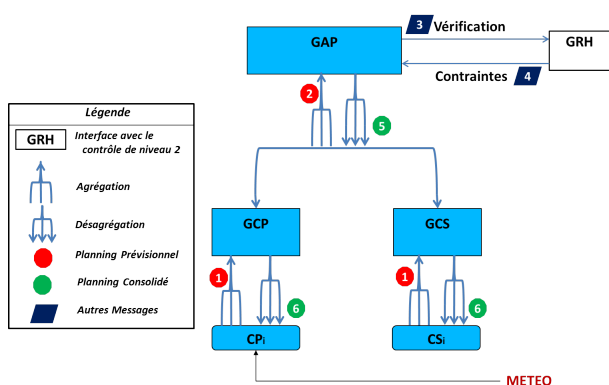 GAP
3 Vérification
GRH
Contraintes 4
2
5
Légende
GRH Interface avec le
contrôle de niveau 2
Agrégation
Désagrégation
Planning Prévisionnel
Planning Consolidé
Autres Messages
GCP
GCS
1
6
1
6
CPi
CSi
METEO